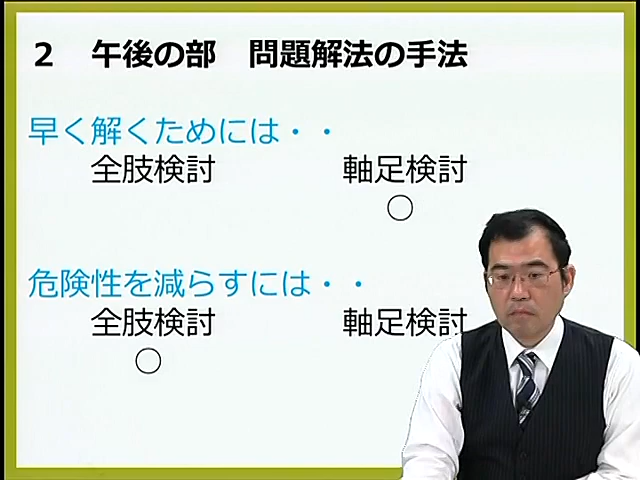 ２　午後の部　問題解法の手法
早く解くためには・・
全肢検討　軸足検討
○
危険性を減らすには・・
全肢検討　軸足検討
○